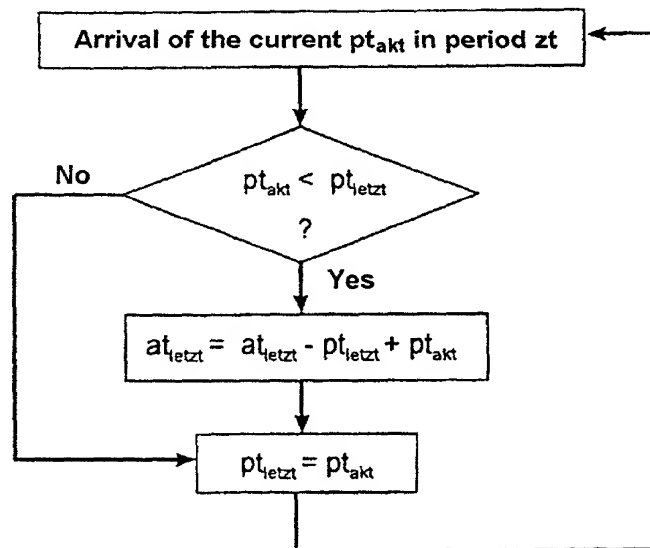 Arrival of the current pt_akt in period zt
No
pt_akt < pt_letzt
?
Yes
at_letzt = at_letzt - pt_letzt + pt_akt
pt_letzt = pt_akt